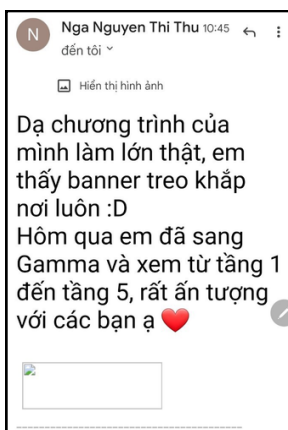 N
Nga Nguyen Thi Thu 10:45
đến tôi
Hiển thị hình ảnh
Dạ chương trình của
mình làm lớn thật, em
thấy banner treo khắp
nơi luôn :D
Hôm qua em đã sang
Gamma và xem từ tầng 1
đến tầng 5, rất ấn tượng
với các bạn ạ ❤️